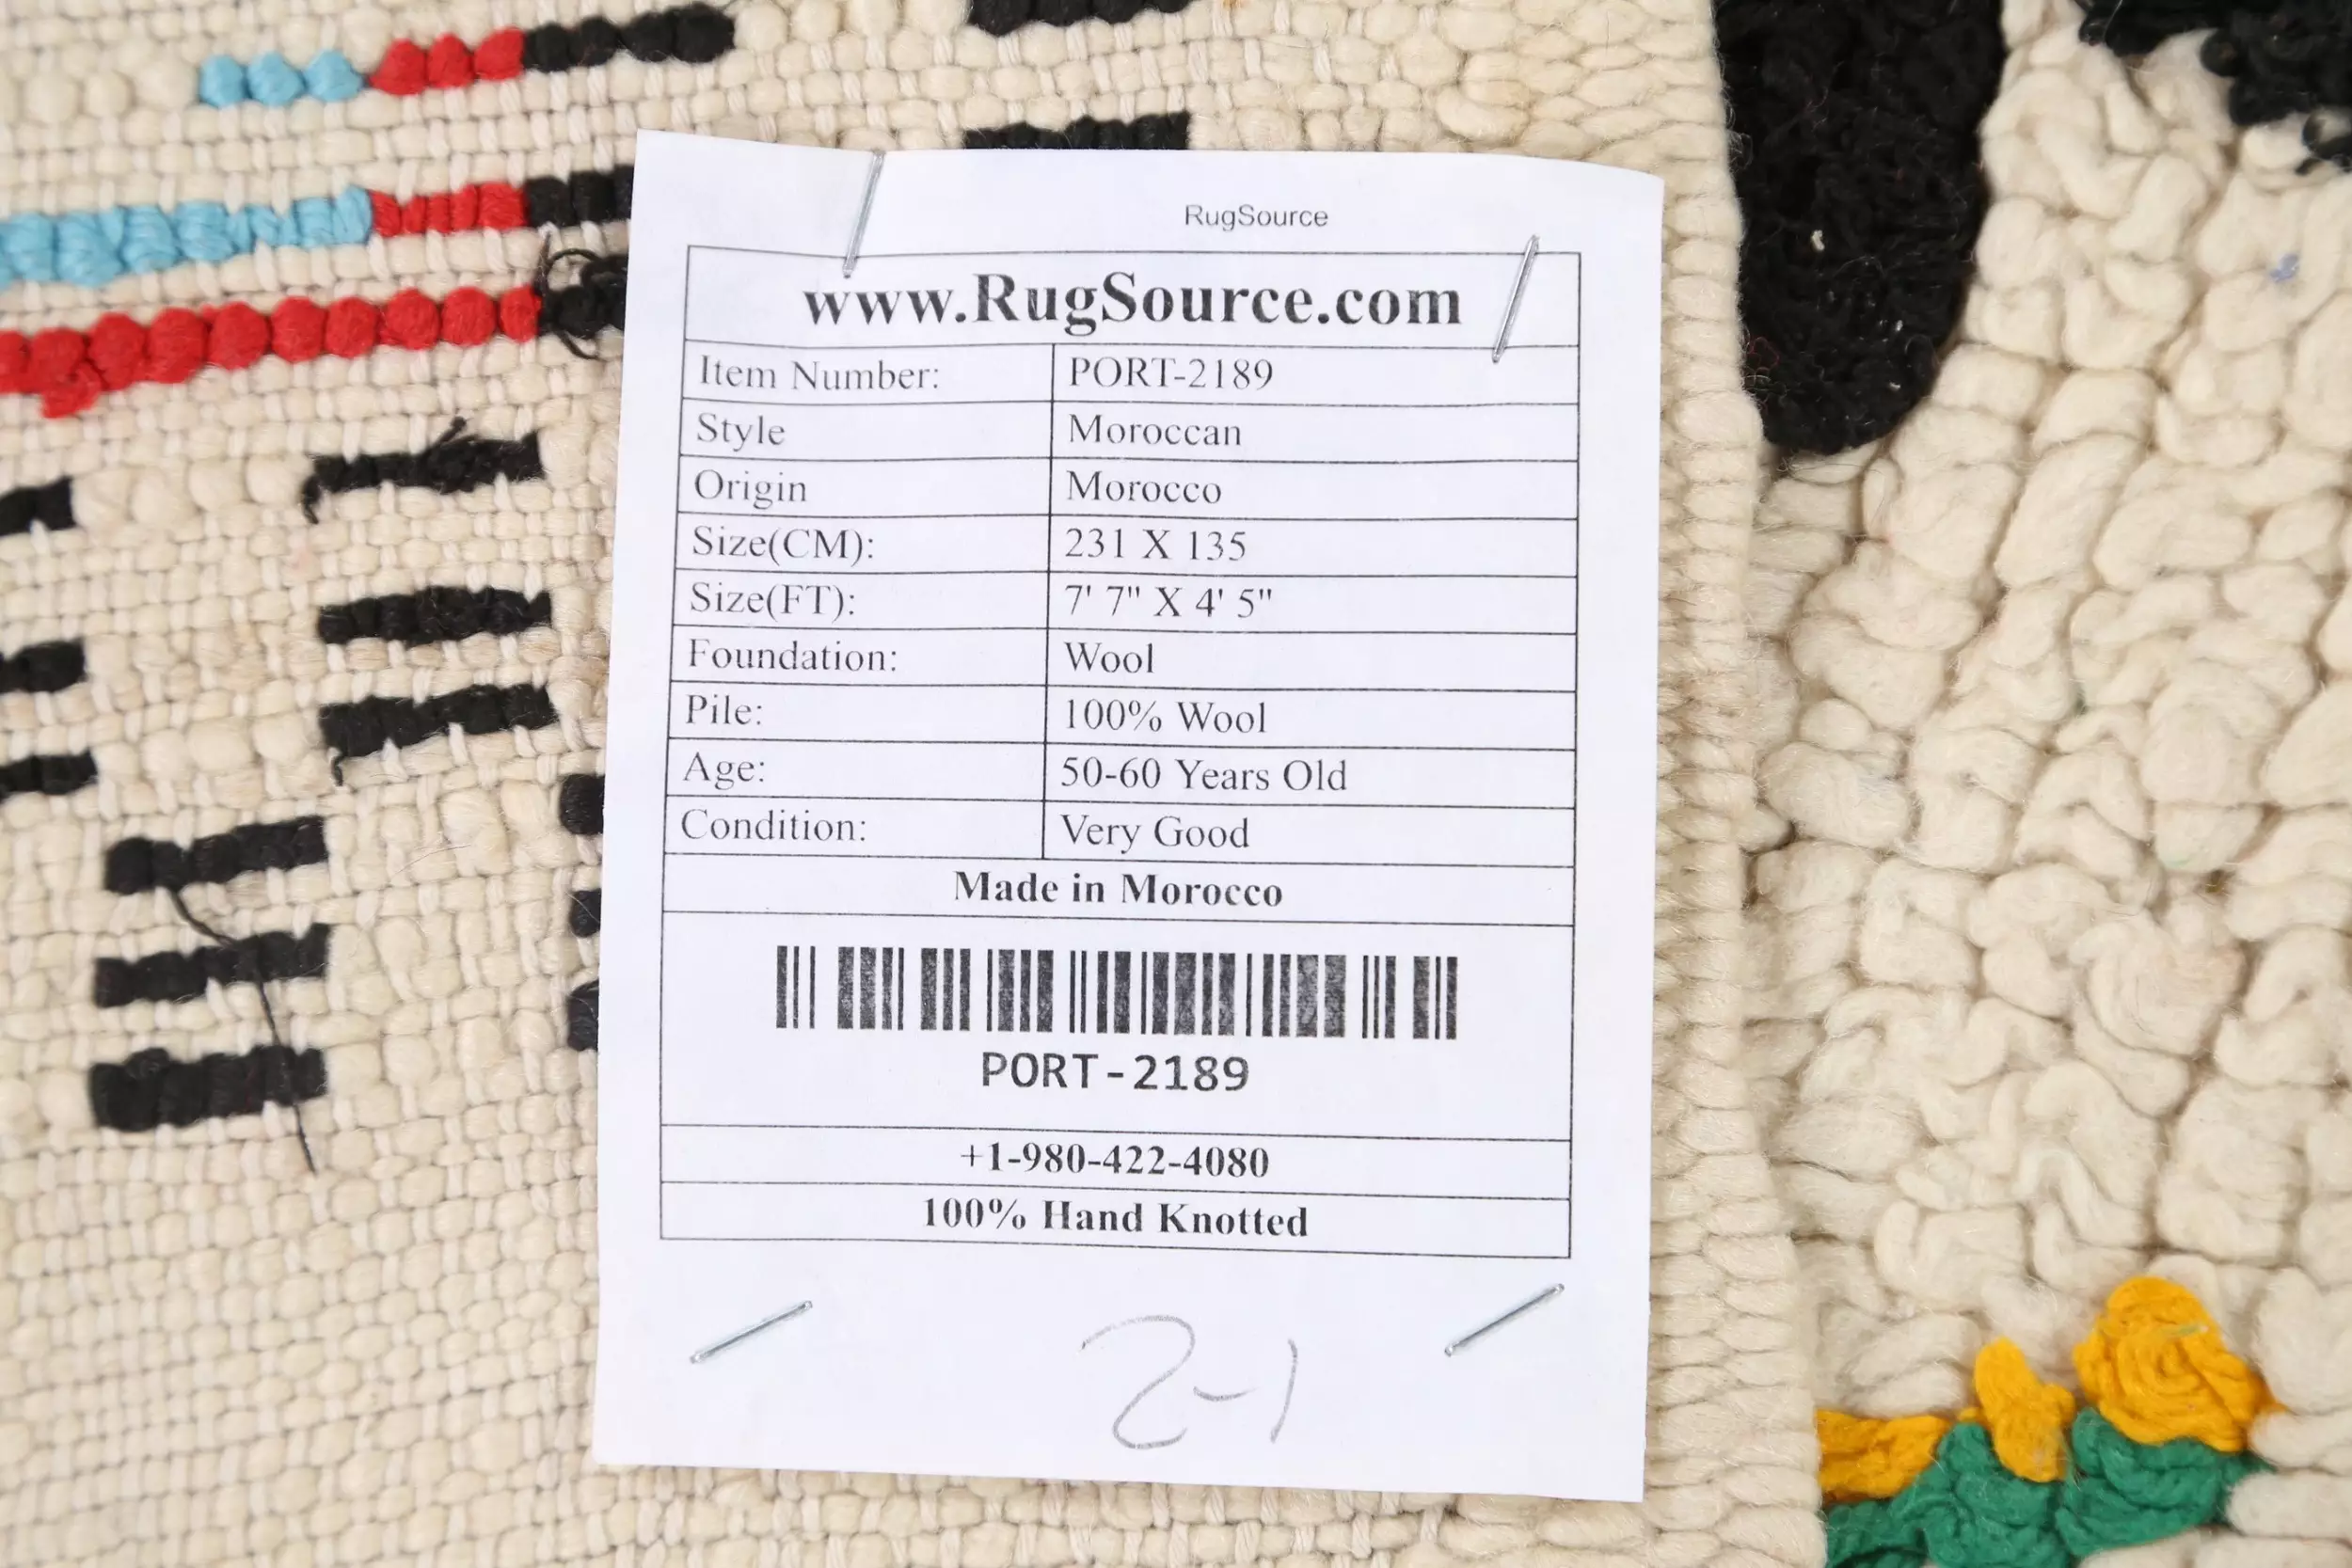 RugSource
www.RugSource.com
Item Number: PORT-2189
Style Moroccan
Origin Morocco
Size(CM): 231 X 135
Size(FT): 7' 7" X 4' 5"
Foundation: Wool
Pile: 100% Wool
Age: 50-60 Years Old
Condition: Very Good
Made in Morocco
PORT-2189
+1-980-422-4080
100% Hand Knotted
2-1